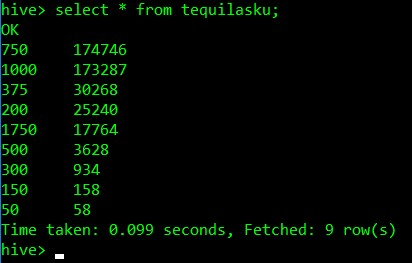 hive> select * from tequilasku;
OK
750 174746
1000 173287
375 30268
200 25240
1750 17764
500 3628
300 934
150 158
50 58
Time taken: 0.099 seconds, Fetched: 9 row(s)
hive>